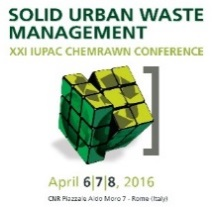 SOLID URBAN WASTE
MANAGEMENT
XXI IUPAC CHEMRAWN CONFERENCE
April 6|7|8, 2016
CNR Piazzale Aldo Moro 7 - Rome (Italy)